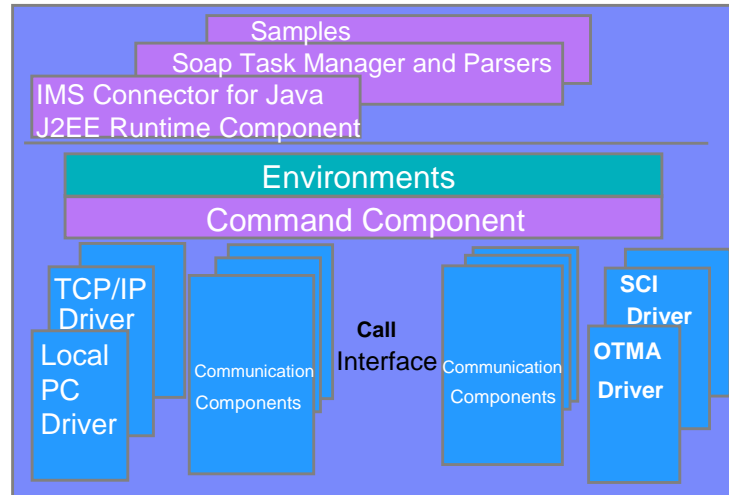 Samples
Soap Task Manager and Parsers
IMS Connector for Java
J2EE Runtime Component
Environments
Command Component
TCP/IP
Driver
Local
PC
Driver
Communication
Components
Call
Interface
Communication
Components
SCI
Driver
OTMA
Driver